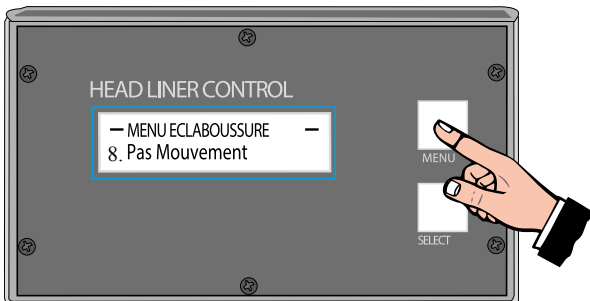 HEAD LINER CONTROL
— MENU ECLABOUSSURE —
8. Pas Mouvement
MENU
SELECT